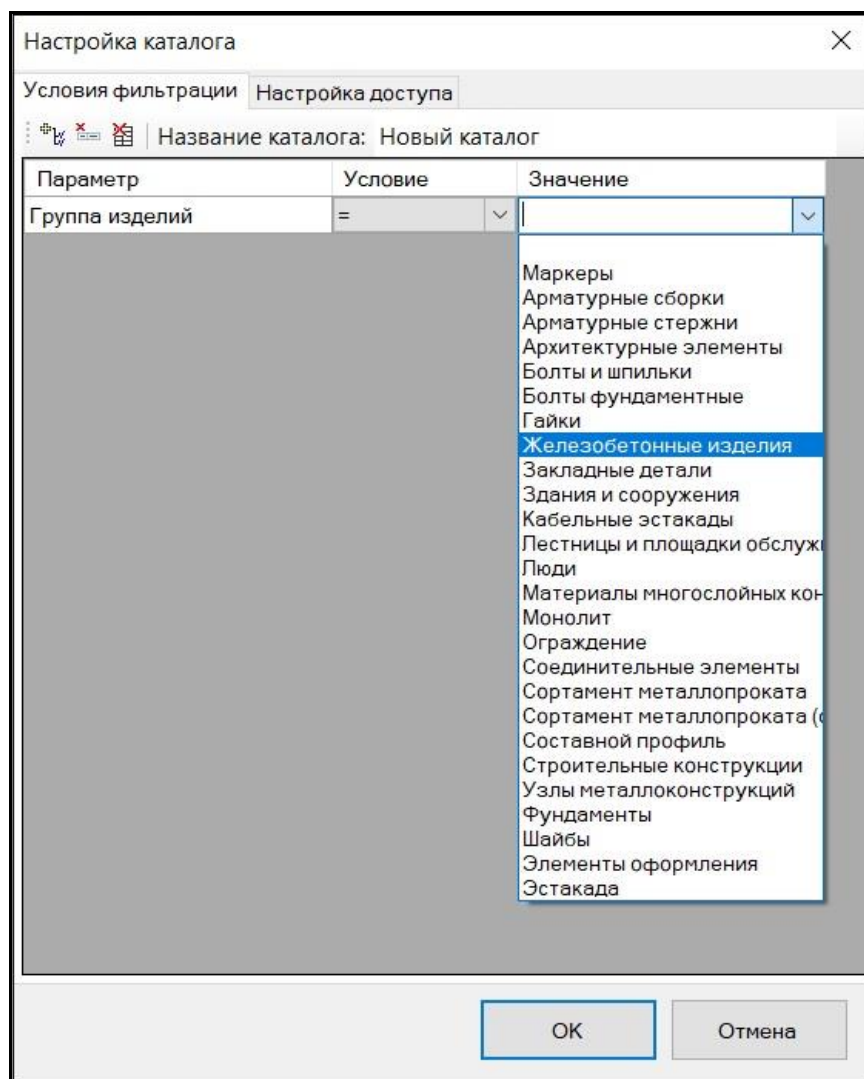 Настройка каталога
Условия фильтрации Настройка доступа
Название каталога: Новый каталог
Параметр Условие Значение
Группа изделий =
Маркеры
Арматурные сборки
Арматурные стержни
Архитектурные элементы
Болты и шпильки
Болты фундаментные
Гайки
Железобетонные изделия
Закладные детали
Здания и сооружения
Кабельные эстакады
Лестницы и площадки обслужи
Люди
Материалы многослойных кон
Монолит
Ограждение
Соединительные элементы
Сортамент металлопроката
Сортамент металлопроката (с
Составной профиль
Строительные конструкции
Узлы металлоконструкций
Фундаменты
Шайбы
Элементы оформления
Эстакада
OK Отмена